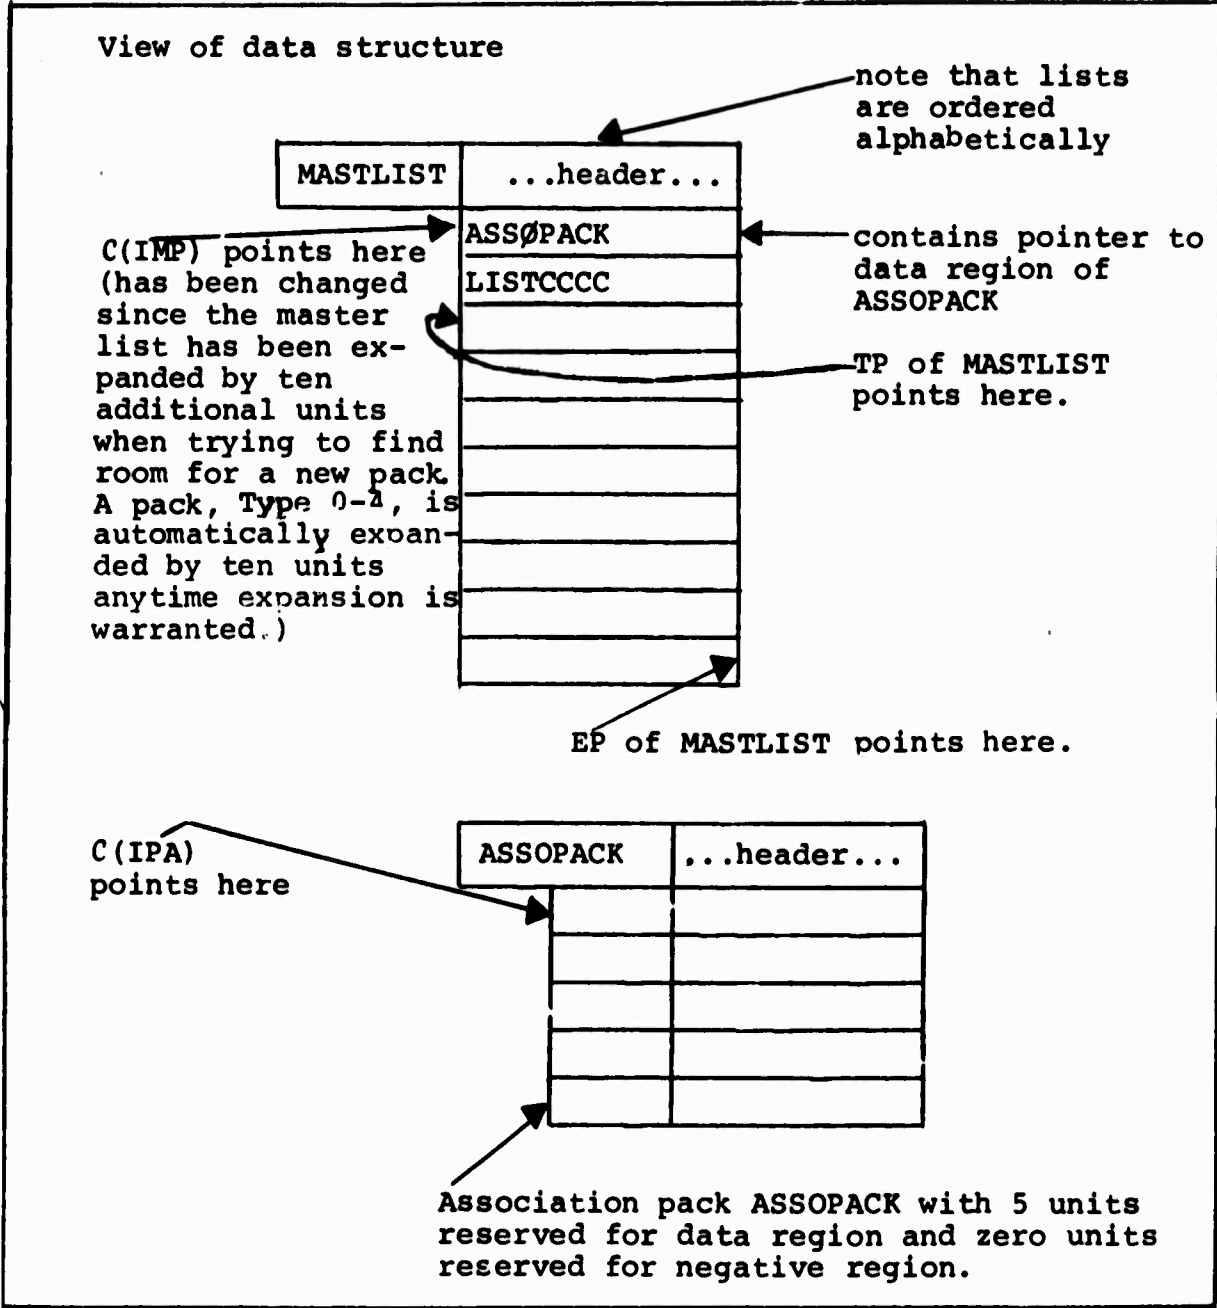 View of data structure
note that lists
are ordered
alphabetically
MASTLIST
...header...
ASSØPACK
LISTCCCC
C(IMP) points here
(has been changed
since the master
list has been ex-
panded by ten
additional units
when trying to find
room for a new pack.
A pack, Type 0-4, is
automatically expan-
ded by ten units
anytime expansion is
warranted.)
contains pointer to
data region of
ASSOPACK
TP of MASTLIST
points here.
EP of MASTLIST points here.
C(IPA)
points here
ASSOPACK
...header...
Association pack ASSOPACK with 5 units
reserved for data region and zero units
reserved for negative region.